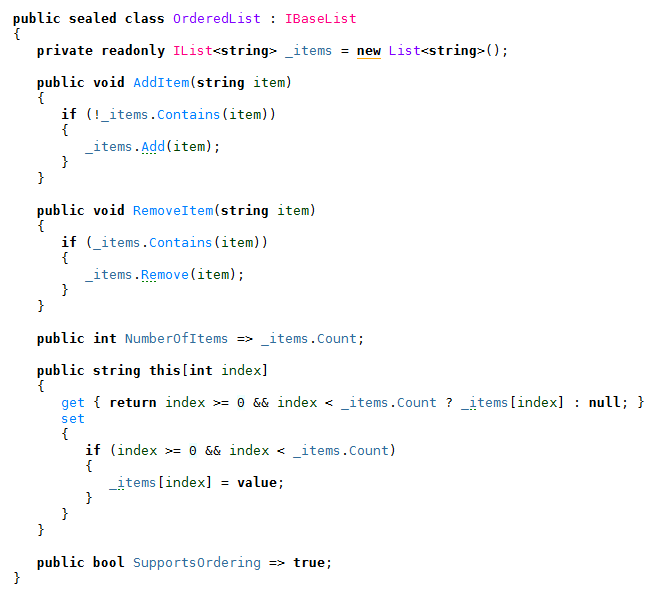 public sealed class OrderedList : IBaseList
{
   private readonly IList<string> _items = new List<string>();

   public void AddItem(string item)
   {
      if (!_items.Contains(item))
      {
         _items.Add(item);
      }
   }

   public void RemoveItem(string item)
   {
      if (_items.Contains(item))
      {
         _items.Remove(item);
      }
   }

   public int NumberOfItems => _items.Count;

   public string this[int index]
   {
      get { return index >= 0 && index < _items.Count ? _items[index] : null; }
      set
      {
         if (index >= 0 && index < _items.Count)
         {
            _items[index] = value;
         }
      }
   }

   public bool SupportsOrdering => true;
}